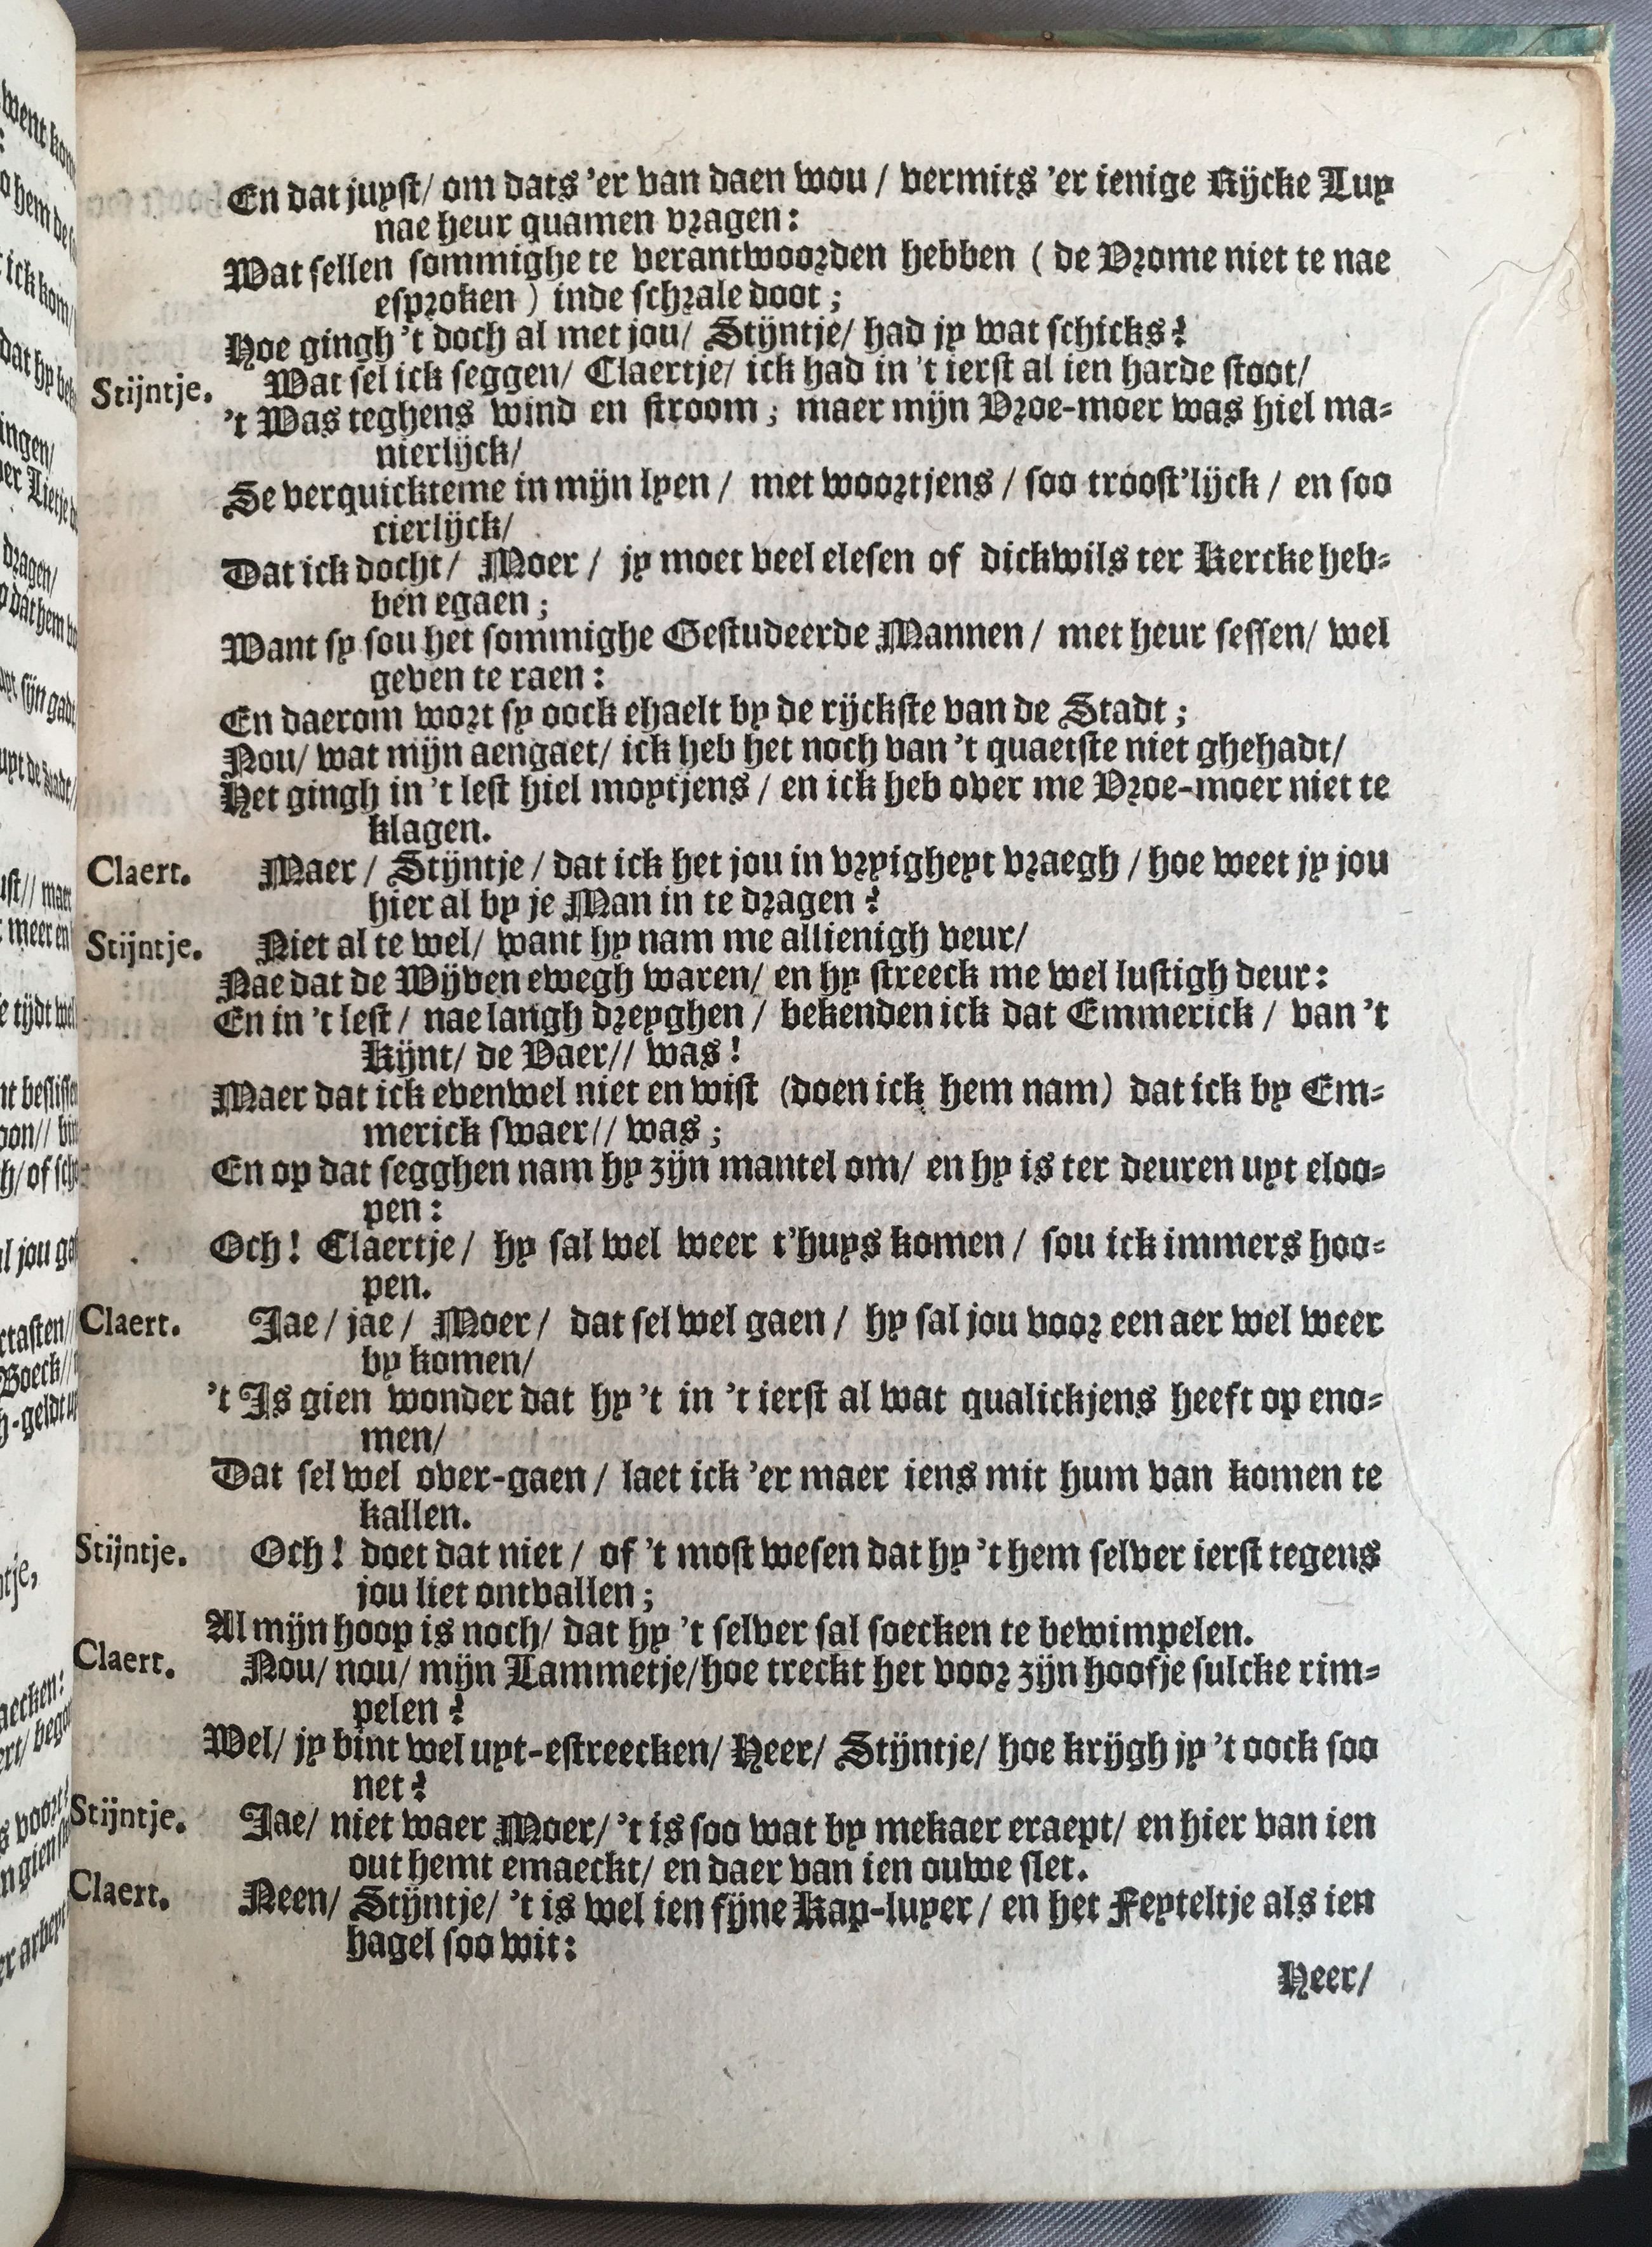 En dat juyst/ om dats 'er van daen wou / vermits 'er ienige Rijcke Luy
nae heur quamen vragen:
Wat sellen sommighe te verantwoorden hebben ( de Vrome niet te nae
esproken ) inde schrale doot ;
Hoe gingh 't doch al met jou/ Stijntje/ had jy wat schicks?
Stijntje. Wat sel ick seggen/ Claertje/ ick had in 't ierst al ien harde stoot/
't Was teghens wind en stroom ; maer mijn Vroe-moer was hiel ma-
nierlijck/
Se verquickteme in mijn lyen / met woortjens / soo troost'lijck / en soo
cierlijck/
Dat ick docht/ Moer / jy moet veel elesen of dickwils ter Kercke heb-
ben egaen ;
Want sy sou het sommighe Gestudeerde Mannen / met heur sessen/ wel
geven te raen :
En daerom wort sy oock ehaelt by de rijckste van de Stadt ;
Nou/ wat mijn aengaet/ ick heb het noch van 't quaetste niet ghehadt/
Het gingh in 't lest hiel moytjens / en ick heb over me Vroe-moer niet te
klagen.
Claert. Maer / Stijntje / dat ick het jou in vryigheyt vraegh / hoe weet jy jou
hier al by je Man in te dragen?
Stijntje. Niet al te wel/ want hy nam me allienigh veur/
Nae dat de Wijven ewegh waren/ en hy streeck me wel lustigh deur:
En in 't lest / nae langh dreyghen / bekenden ick dat Emmerick / van 't
Kijnt/ de Vaer// was !
Maer dat ick evenwel niet en wist (doen ick hem nam) dat ick by Em-
merick swaer// was ;
En op dat segghen nam hy zijn mantel om/ en hy is ter deuren uyt eloo-
pen :
Och! Claertje/ hy sal wel weer t'huys komen / sou ick immers hoo-
pen.
Claert. Jae / jae / Moer / dat sel wel gaen / hy sal jou voor een aer wel weer
by komen/
't Is gien wonder dat hy 't in 't ierst al wat qualickjens heeft op eno-
men/
Dat sel wel over-gaen / laet ick 'er maer iens mit hum van komen te
kallen.
Stijntje. Och! doet dat niet / of 't most wesen dat hy 't hem selver ierst tegens
jou liet ontvallen ;
Al mijn hoop is noch/ dat hy 't selver sal soecken te bewimpelen.
Claert. Nou/ nou/ mijn Lammetje/hoe treckt het voor zijn hoofje sulcke rim-
pelen?
Wel/ jy bint wel uyt-estreecken/ Heer/ Stijntje/ hoe krijgh jy 't oock soo
net?
Stijntje. Jae/ niet waer Moer/ 't is soo wat by mekaer eraept/ en hier van ien
out hemt emaeckt/ en daer van ien ouwe slet.
Claert. Neen/ Stijntje/ 't is wel ien fijne Kap-luyer / en het Feyteltje als ien
hagel soo wit:
Heer/